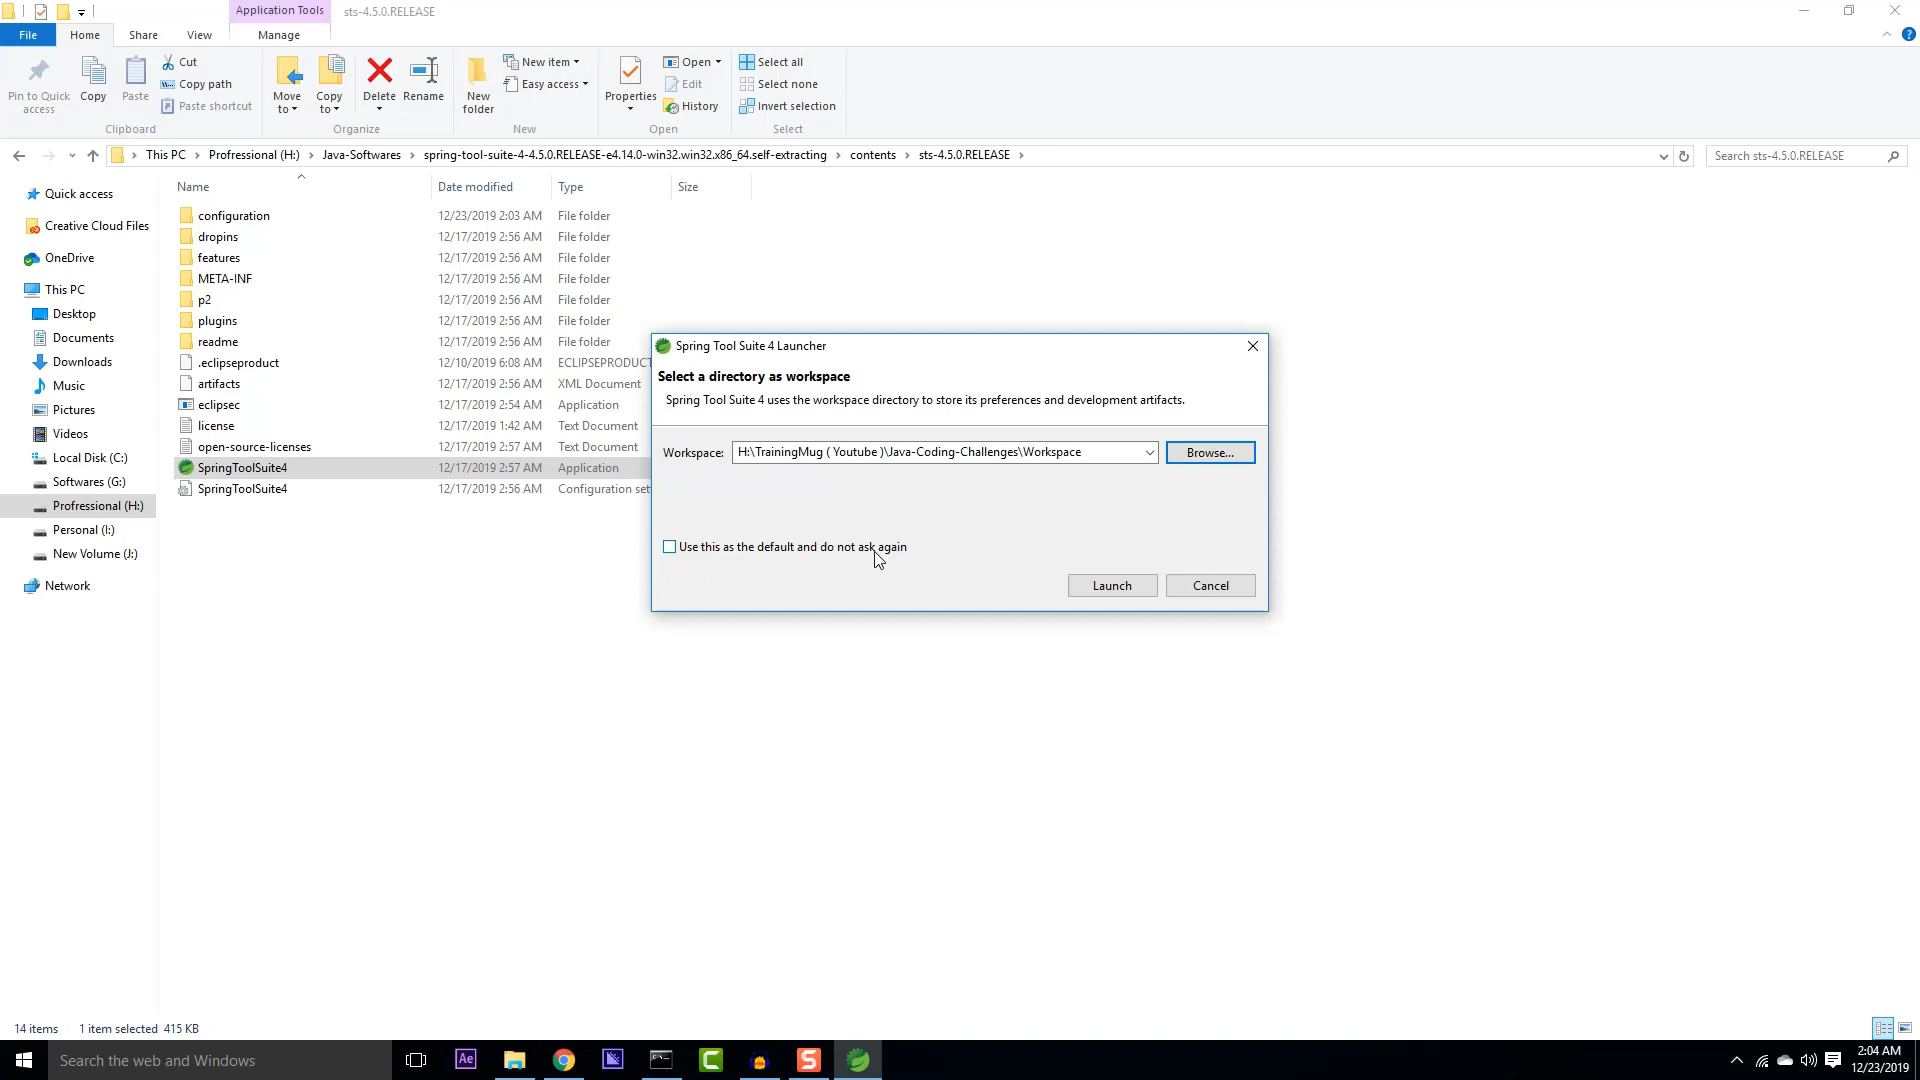 Application Tools
sts-4.5.0.RELEASE
File
Home
Share
View
Manage
Pin to Quick access
Copy
Paste
Cut
Copy path
Paste shortcut
Clipboard
Move to
Copy to
Delete
Rename
Organize
New folder
New item
Easy access
New
Properties
Open
Edit
History
Open
Select all
Select none
Invert selection
Select
This PC
Profressional (H:)
Java-Softwares
spring-tool-suite-4-4.5.0.RELEASE-e4.14.0-win32.win32.x86_64.self-extracting
contents
sts-4.5.0.RELEASE
Search sts-4.5.0.RELEASE
Quick access
Creative Cloud Files
OneDrive
This PC
Desktop
Documents
Downloads
Music
Pictures
Videos
Local Disk (C:)
Softwares (G:)
Profressional (H:)
Personal (I:)
New Volume (J:)
Network
Name Date modified Type Size
configuration 12/23/2019 2:03 AM File folder
dropins 12/17/2019 2:56 AM File folder
features 12/17/2019 2:56 AM File folder
META-INF 12/17/2019 2:56 AM File folder
p2 12/17/2019 2:56 AM File folder
plugins 12/17/2019 2:56 AM File folder
readme 12/17/2019 2:56 AM File folder
.eclipseproduct 12/10/2019 6:08 AM ECLIPSEPRODUCT
artifacts 12/17/2019 2:56 AM XML Document
eclipsec 12/17/2019 2:54 AM Application
license 12/17/2019 1:42 AM Text Document
open-source-licenses 12/17/2019 2:57 AM Text Document
SpringToolSuite4 12/17/2019 2:57 AM Application
SpringToolSuite4 12/17/2019 2:56 AM Configuration set
Spring Tool Suite 4 Launcher
Select a directory as workspace
Spring Tool Suite 4 uses the workspace directory to store its preferences and development artifacts.
Workspace: H:\TrainingMug ( Youtube )\Java-Coding-Challenges\Workspace Browse...
Use this as the default and do not ask again
Launch Cancel
14 items 1 item selected 415 KB
Search the web and Windows
Ae
2:04 AM
12/23/2019